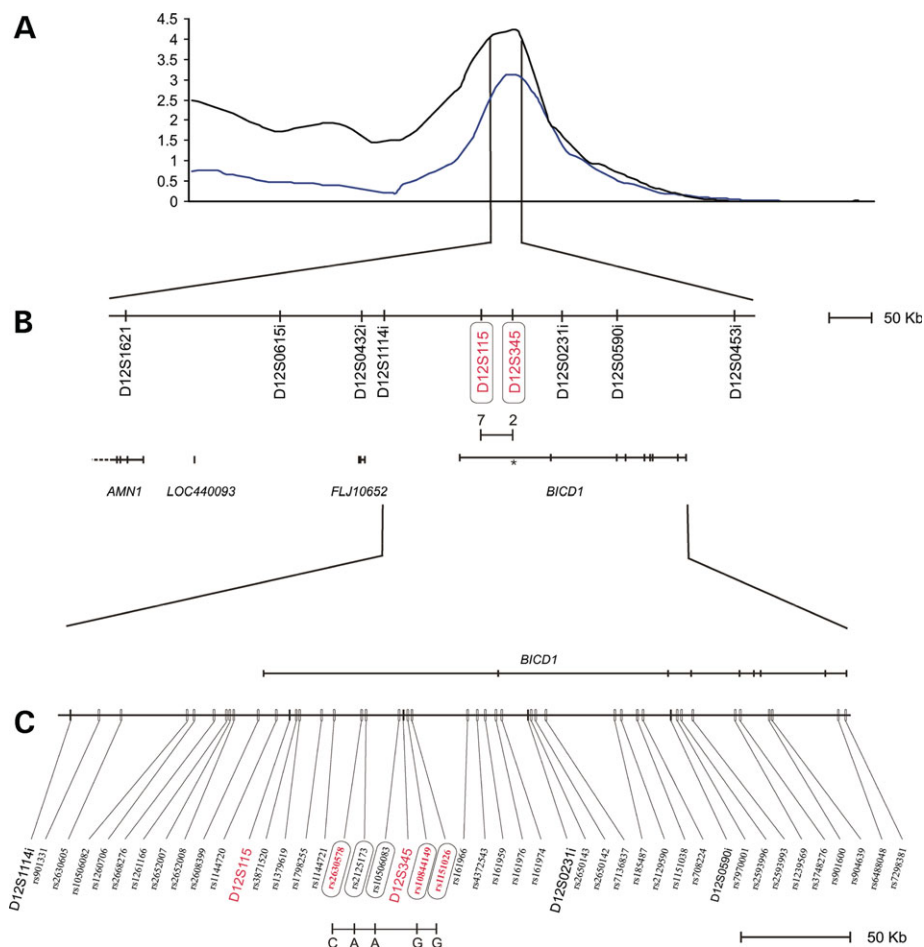 A
4.5
4
3.5
3
2.5
2
1.5
1
0.5
0
B
50 Kb
D12S1621
D12S0615i
D12S0432i
D12S1114i
D12S115
D12S345
D12S0231i
D12S0590i
D12S0453i
7 2
*
AMN1 LOC440093 FLJ10652 BICD1
BICD1
C
D12S1114i
rs901331
rs2630605
rs10506082
rs1260706
rs2668276
rs1261166
rs2652007
rs2652008
rs2608399
rs1144720
D12S115
rs3871520
rs1379619
rs1798255
rs1144721
rs2630578
rs2125173
rs10506083
D12S345
rs10844149
rs1151026
rs161966
rs4372543
rs161959
rs161976
rs161974
D12S0231i
rs2650143
rs2650142
rs7136837
rs185487
rs2129590
rs1151038
rs708224
D12S0590i
rs7970001
rs2593996
rs2593993
rs1239569
rs3748276
rs901600
rs904639
rs6488048
rs7298381
C A A G G
50 Kb